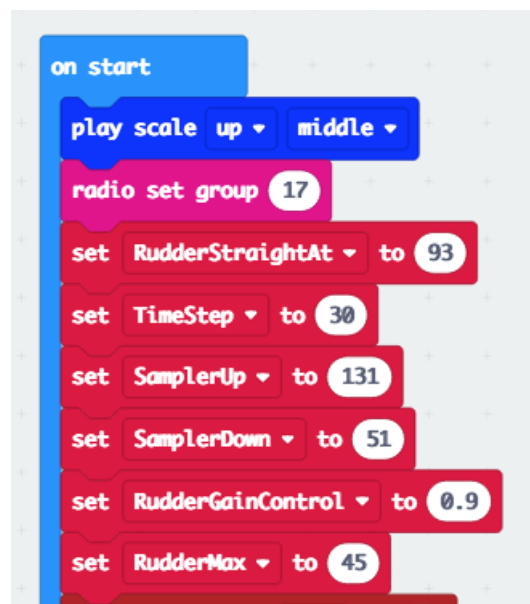 on start
play scale up middle
radio set group 17
set RudderStraightAt to 93
set TimeStep to 30
set SamplerUp to 131
set SamplerDown to 51
set RudderGainControl to 0.9
set RudderMax to 45